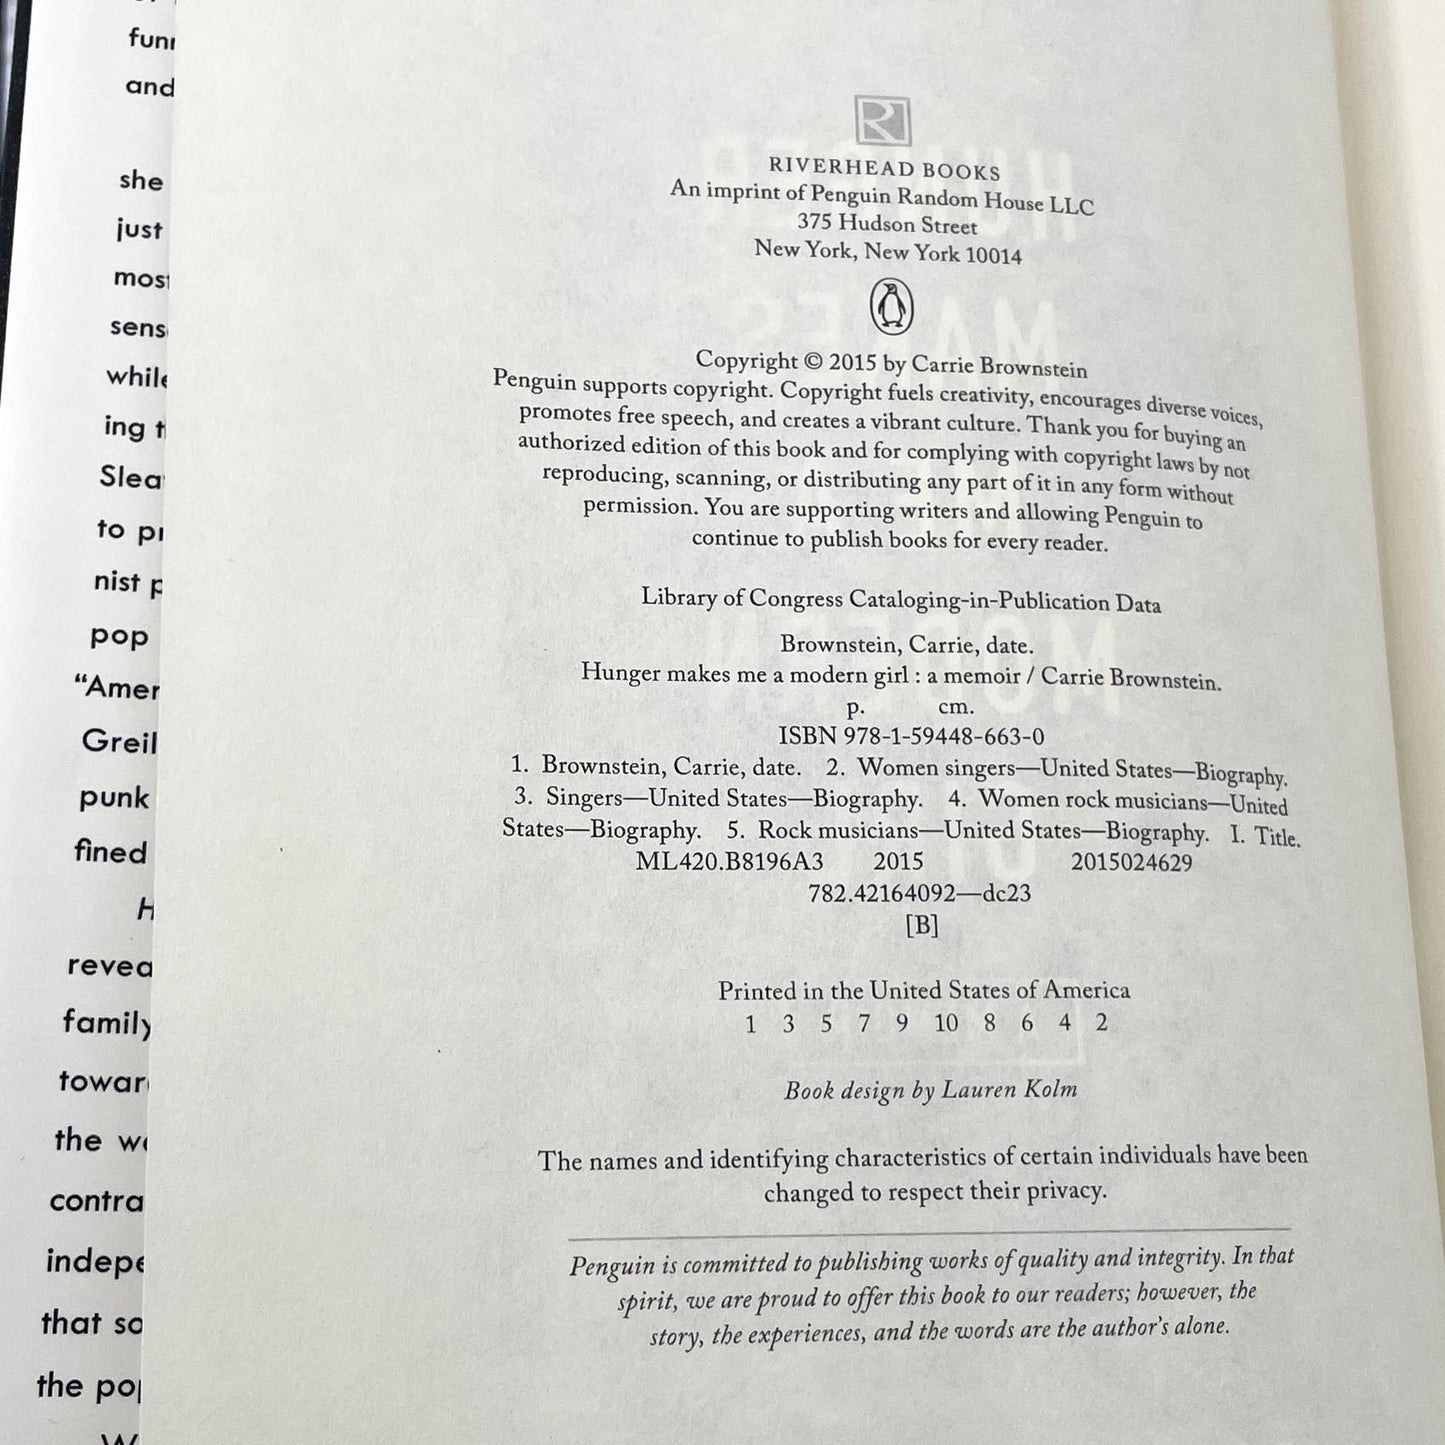 funn
and
she
just
most
sens
while
ing t
Slea
to pr
nist p
pop
“Amer
Greil
punk
fined
H
revea
family
towar
the w
contra
indepe
that so
the pop
W
RIVERHEAD BOOKS
An imprint of Penguin Random House LLC
375 Hudson Street
New York, New York 10014
Copyright © 2015 by Carrie Brownstein
Penguin supports copyright. Copyright fuels creativity, encourages diverse voices,
promotes free speech, and creates a vibrant culture. Thank you for buying an
authorized edition of this book and for complying with copyright laws by not
reproducing, scanning, or distributing any part of it in any form without
permission. You are supporting writers and allowing Penguin to
continue to publish books for every reader.
Library of Congress Cataloging-in-Publication Data
Brownstein, Carrie, date.
Hunger makes me a modern girl : a memoir / Carrie Brownstein.
p. cm.
ISBN 978-1-59448-663-0
1. Brownstein, Carrie, date. 2. Women singers—United States—Biography.
3. Singers—United States—Biography. 4. Women rock musicians—United
States—Biography. 5. Rock musicians—United States—Biography. I. Title.
ML420.B8196A3 2015 2015024629
782.42164092—dc23
[B]
Printed in the United States of America
1 3 5 7 9 10 8 6 4 2
Book design by Lauren Kolm
The names and identifying characteristics of certain individuals have been
changed to respect their privacy.
Penguin is committed to publishing works of quality and integrity. In that
spirit, we are proud to offer this book to our readers; however, the
story, the experiences, and the words are the author's alone.